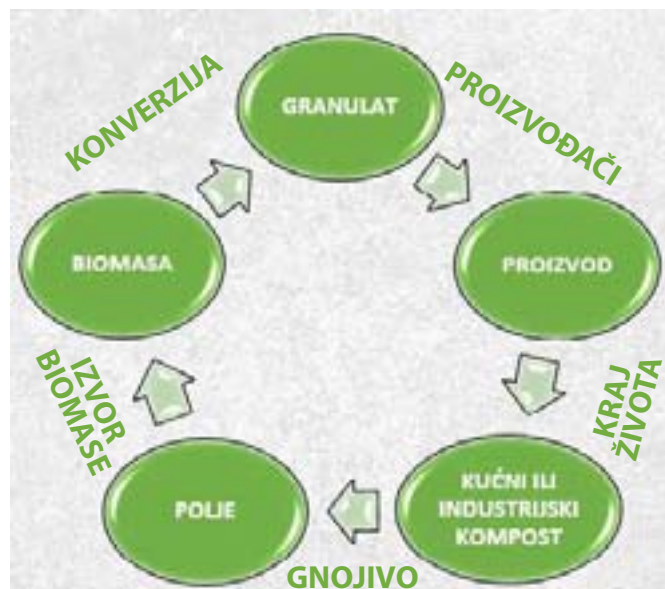 KONVERZIJA
GRANULAT
PROIZVOĐAČI
BIOMASA
PROIZVOD
IZVOR
BIOMASE
KRAJ
ŽIVOTA
POLJE
KUĆNI ILI
INDUSTRIJSKI
KOMPOST
GNOJIVO